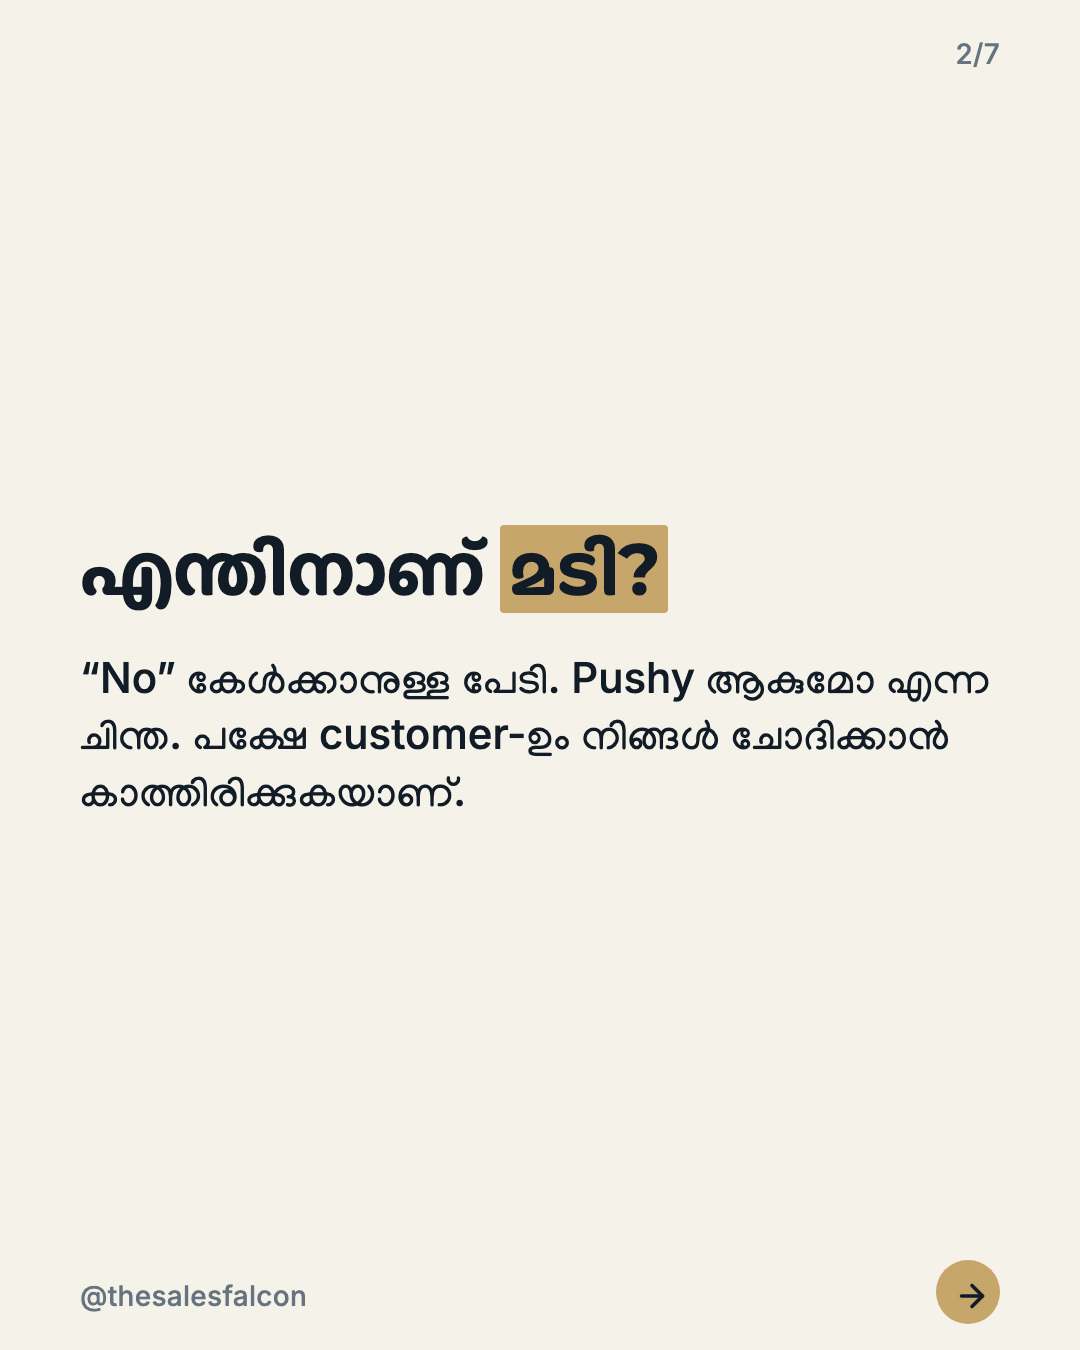 2/7
എന്തിനാണ് മടി?
“No” കേൾക്കാനുള്ള പേടി. Pushy ആകുമോ എന്ന
ചിന്ത. പക്ഷേ customer-ഉം നിങ്ങൾ ചോദിക്കാൻ
കാത്തിരിക്കുകയാണ്.
@thesalesfalcon